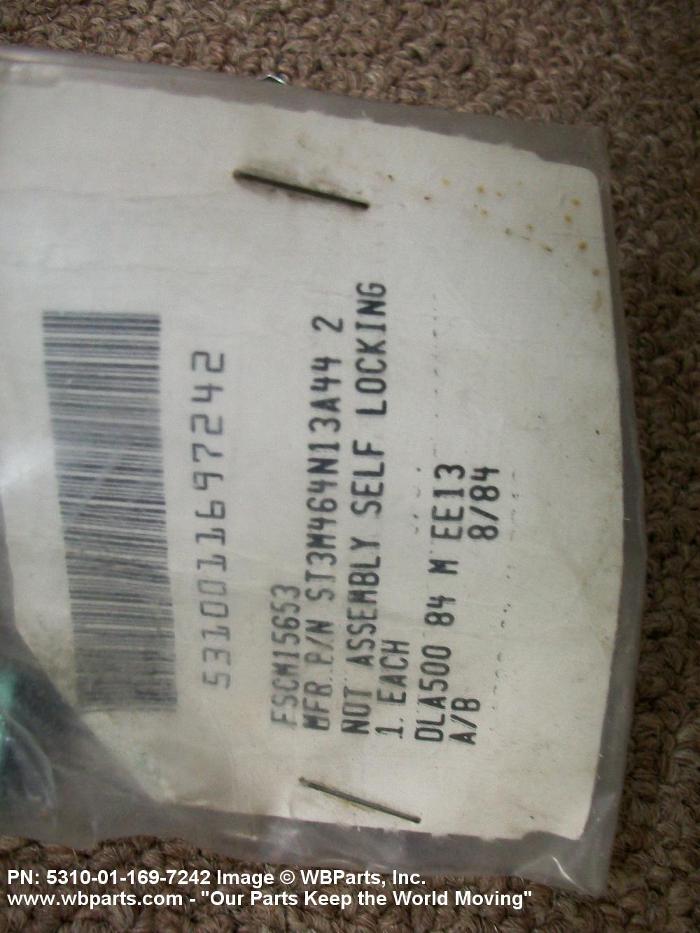 5310011697242
FSCM15653
MFR P/N ST3M464N13A44 2
NUT ASSEMBLY SELF LOCKING
1 EACH
DLA500 84 M EE13
A/B 8/84
PN: 5310-01-169-7242 Image © WBParts, Inc.
www.wbparts.com - "Our Parts Keep the World Moving"